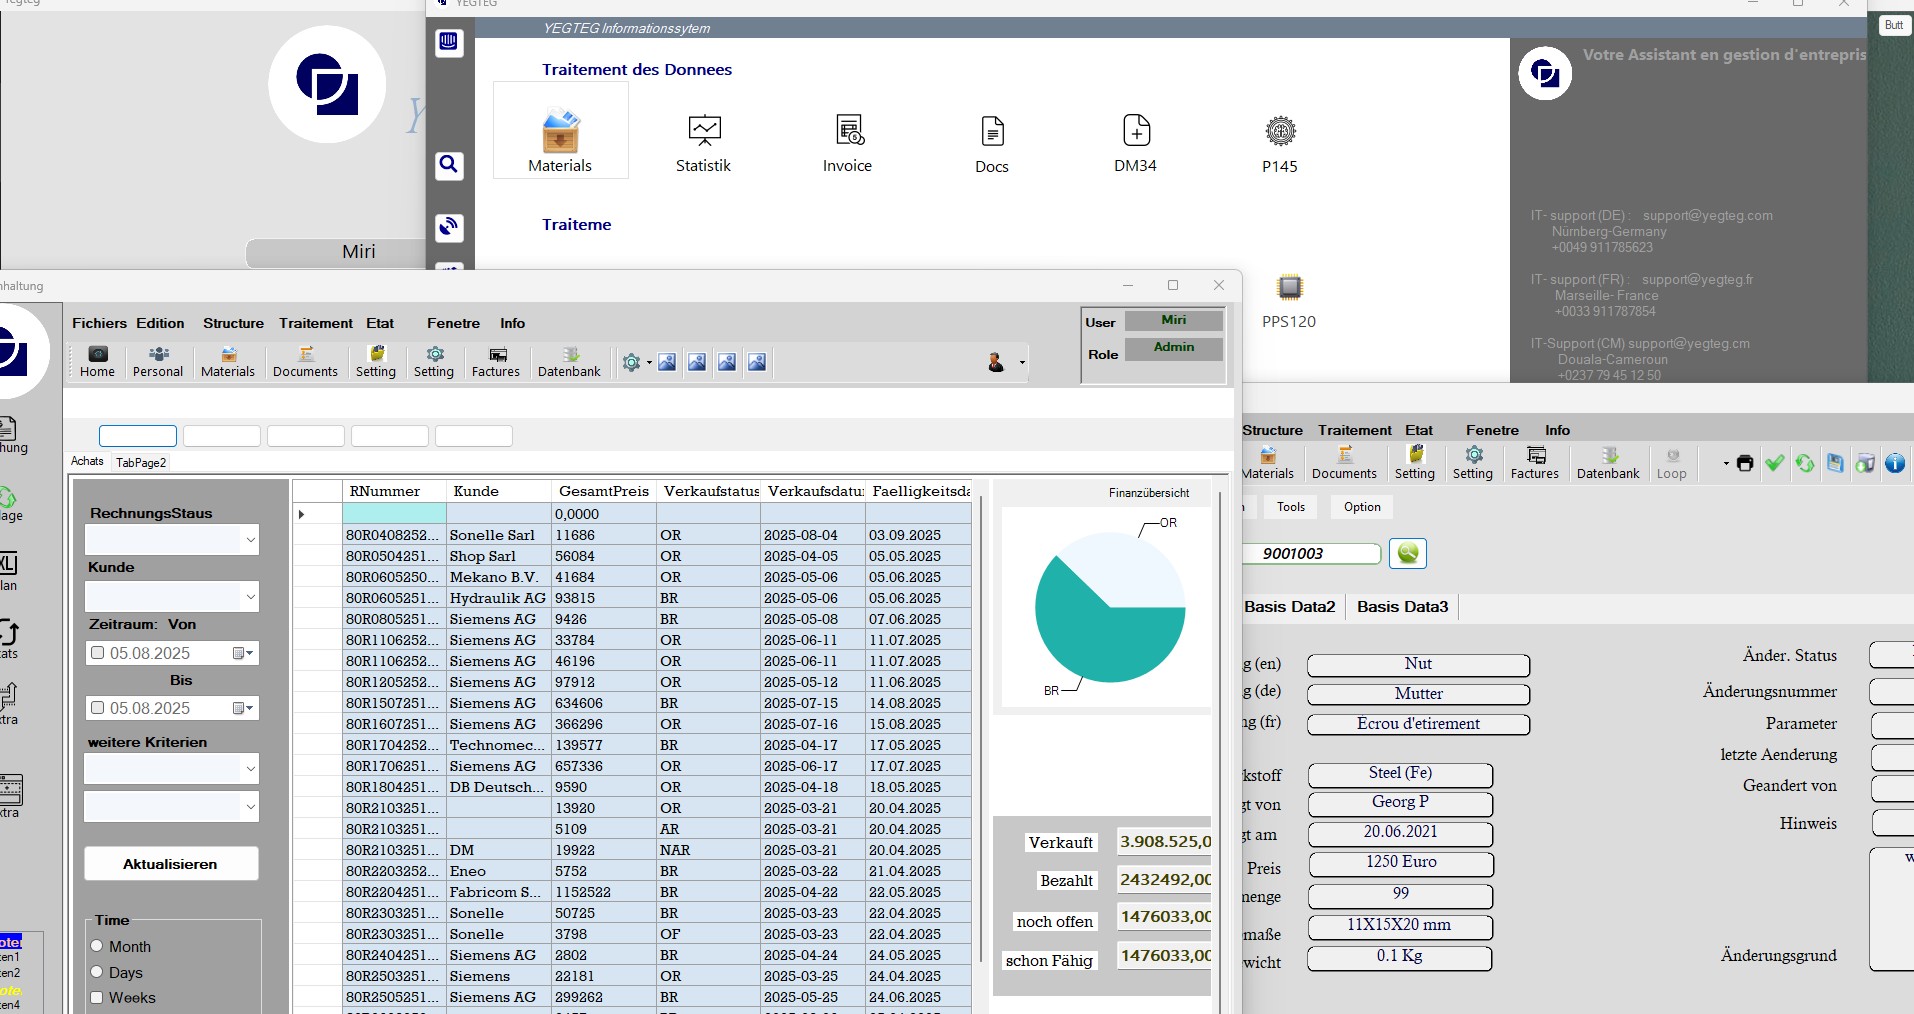 YEGTEG
YEGTEG Informationssytem
Butt
Votre Assistant en gestion d'entrepris
Traitement des Donnees
Materials
Statistik
Invoice
Docs
DM34
P145
Traiteme
Miri
PPS120
IT- support (DE) : support@yegteg.com
Nürnberg-Germany
+0049 911785623
IT- support (FR) : support@yegteg.fr
Marseille- France
+0033 911787854
IT-Support (CM) support@yegteg.cm
Douala-Cameroun
+0237 79 45 12 50
Fichiers Edition Structure Traitement Etat Fenetre Info
User Miri
Role Admin
Home Personal Materials Documents Setting Setting Factures Datenbank
Achats TabPage2
RechnungsStaus
Kunde
Zeitraum: Von
05.08.2025
Bis
05.08.2025
weitere Kriterien
Aktualisieren
Time
Month
Days
Weeks
RNummer Kunde GesamtPreis Verkaufstatus Verkaufsdatu Faelligkeitsda
0,0000
80R0408252... Sonelle Sarl 11686 OR 2025-08-04 03.09.2025
80R0504251... Shop Sarl 56084 OR 2025-04-05 05.05.2025
80R0605250... Mekano B.V. 41684 OR 2025-05-06 05.06.2025
80R0605251... Hydraulik AG 93815 BR 2025-05-06 05.06.2025
80R0805251... Siemens AG 9426 BR 2025-05-08 07.06.2025
80R1106252... Siemens AG 33784 OR 2025-06-11 11.07.2025
80R1106252... Siemens AG 46196 OR 2025-06-11 11.07.2025
80R1205252... Siemens AG 97912 OR 2025-05-12 11.06.2025
80R1507251... Siemens AG 634606 BR 2025-07-15 14.08.2025
80R1607251... Siemens AG 366296 OR 2025-07-16 15.08.2025
80R1704252... Technomec... 139577 BR 2025-04-17 17.05.2025
80R1706251... Siemens AG 657336 OR 2025-06-17 17.07.2025
80R1804251... DB Deutsch... 9590 OR 2025-04-18 18.05.2025
80R2103251... 13920 OR 2025-03-21 20.04.2025
80R2103251... 5109 AR 2025-03-21 20.04.2025
80R2103251... DM 19922 NAR 2025-03-21 20.04.2025
80R2203252... Eneo 5752 BR 2025-03-22 21.04.2025
80R2204251... Fabricom S... 1152522 BR 2025-04-22 22.05.2025
80R2303251... Sonelle 50725 BR 2025-03-23 22.04.2025
80R2303251... Sonelle 3798 OF 2025-03-23 22.04.2025
80R2404251... Siemens AG 2802 BR 2025-04-24 24.05.2025
80R2503251... Siemens 22181 OR 2025-03-25 24.04.2025
80R2505251... Siemens AG 299262 BR 2025-05-25 24.06.2025
Finanzübersicht
OR
BR
Verkauft 3.908.525,0
Bezahlt 2432492,00
noch offen 1476033,00
schon Fähig 1476033,00
Structure Traitement Etat Fenetre Info
Materials Documents Setting Setting Factures Datenbank Loop
Tools Option
9001003
Basis Data2 Basis Data3
g (en) Nut
g (de) Mutter
ng (fr) Ecrou d'etirement
kstoff Steel (Fe)
gt von Georg P
gt am 20.06.2021
Preis 1250 Euro
menge 99
maße 11X15X20 mm
wicht 0.1 Kg
Änder. Status
Änderungsnummer
Parameter
letzte Aenderung
Geandert von
Hinweis
Änderungsgrund